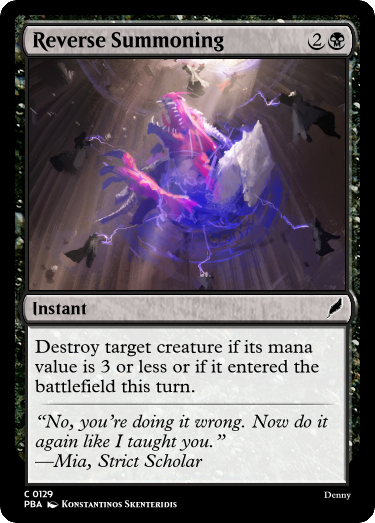 Reverse Summoning 2
Instant
Destroy target creature if its mana
value is 3 or less or if it entered the
battlefield this turn.
“No, you’re doing it wrong. Now do it
again like I taught you.”
—Mia, Strict Scholar
C 0129
PBA Konstantinos Skenteridis
Denny